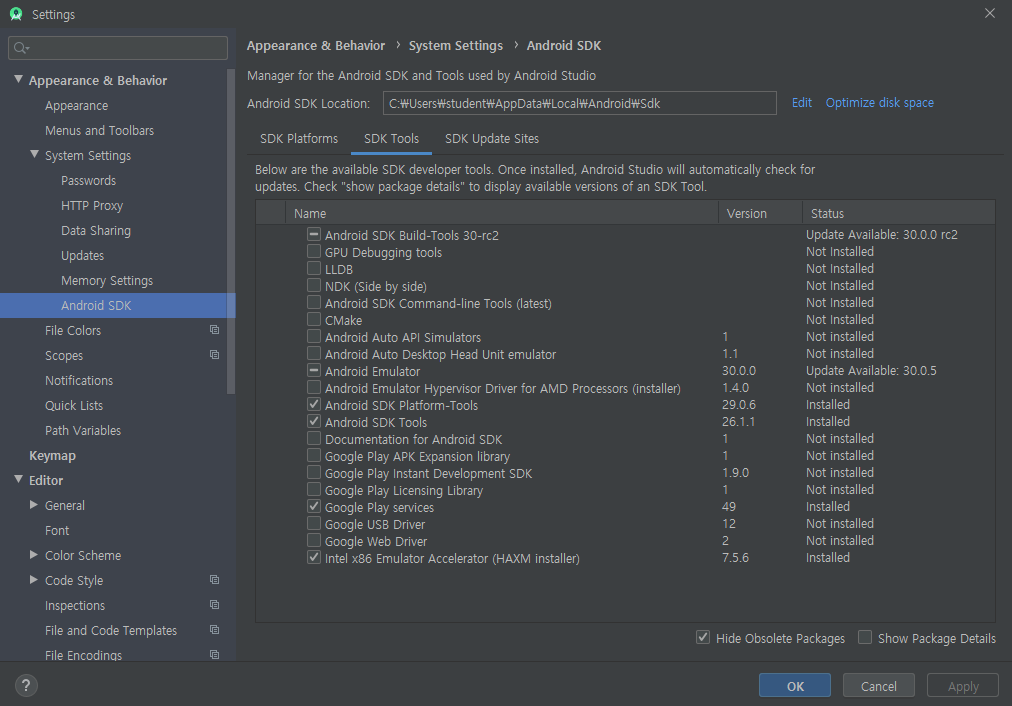 Settings
Appearance & Behavior › System Settings › Android SDK
Manager for the Android SDK and Tools used by Android Studio
Android SDK Location: C:₩Users₩student₩AppData₩Local₩Android₩Sdk Edit Optimize disk space
SDK Platforms SDK Tools SDK Update Sites
Below are the available SDK developer tools. Once installed, Android Studio will automatically check for
updates. Check "show package details" to display available versions of an SDK Tool.
Name Version Status
Android SDK Build-Tools 30-rc2 Update Available: 30.0.0 rc2
GPU Debugging tools Not Installed
LLDB Not Installed
NDK (Side by side) Not Installed
Android SDK Command-line Tools (latest) Not Installed
CMake Not Installed
Android Auto API Simulators 1 Not installed
Android Auto Desktop Head Unit emulator 1.1 Not installed
Android Emulator 30.0.0 Update Available: 30.0.5
Android Emulator Hypervisor Driver for AMD Processors (installer) 1.4.0 Not installed
Android SDK Platform-Tools 29.0.6 Installed
Android SDK Tools 26.1.1 Installed
Documentation for Android SDK 1 Not installed
Google Play APK Expansion library 1 Not installed
Google Play Instant Development SDK 1.9.0 Not installed
Google Play Licensing Library 1 Not installed
Google Play services 49 Installed
Google USB Driver 12 Not installed
Google Web Driver 2 Not installed
Intel x86 Emulator Accelerator (HAXM installer) 7.5.6 Installed
Hide Obsolete Packages Show Package Details
Appearance & Behavior
Appearance
Menus and Toolbars
System Settings
Passwords
HTTP Proxy
Data Sharing
Updates
Memory Settings
Android SDK
File Colors
Scopes
Notifications
Quick Lists
Path Variables
Keymap
Editor
General
Font
Color Scheme
Code Style
Inspections
File and Code Templates
File Encodings
?
OK Cancel Apply